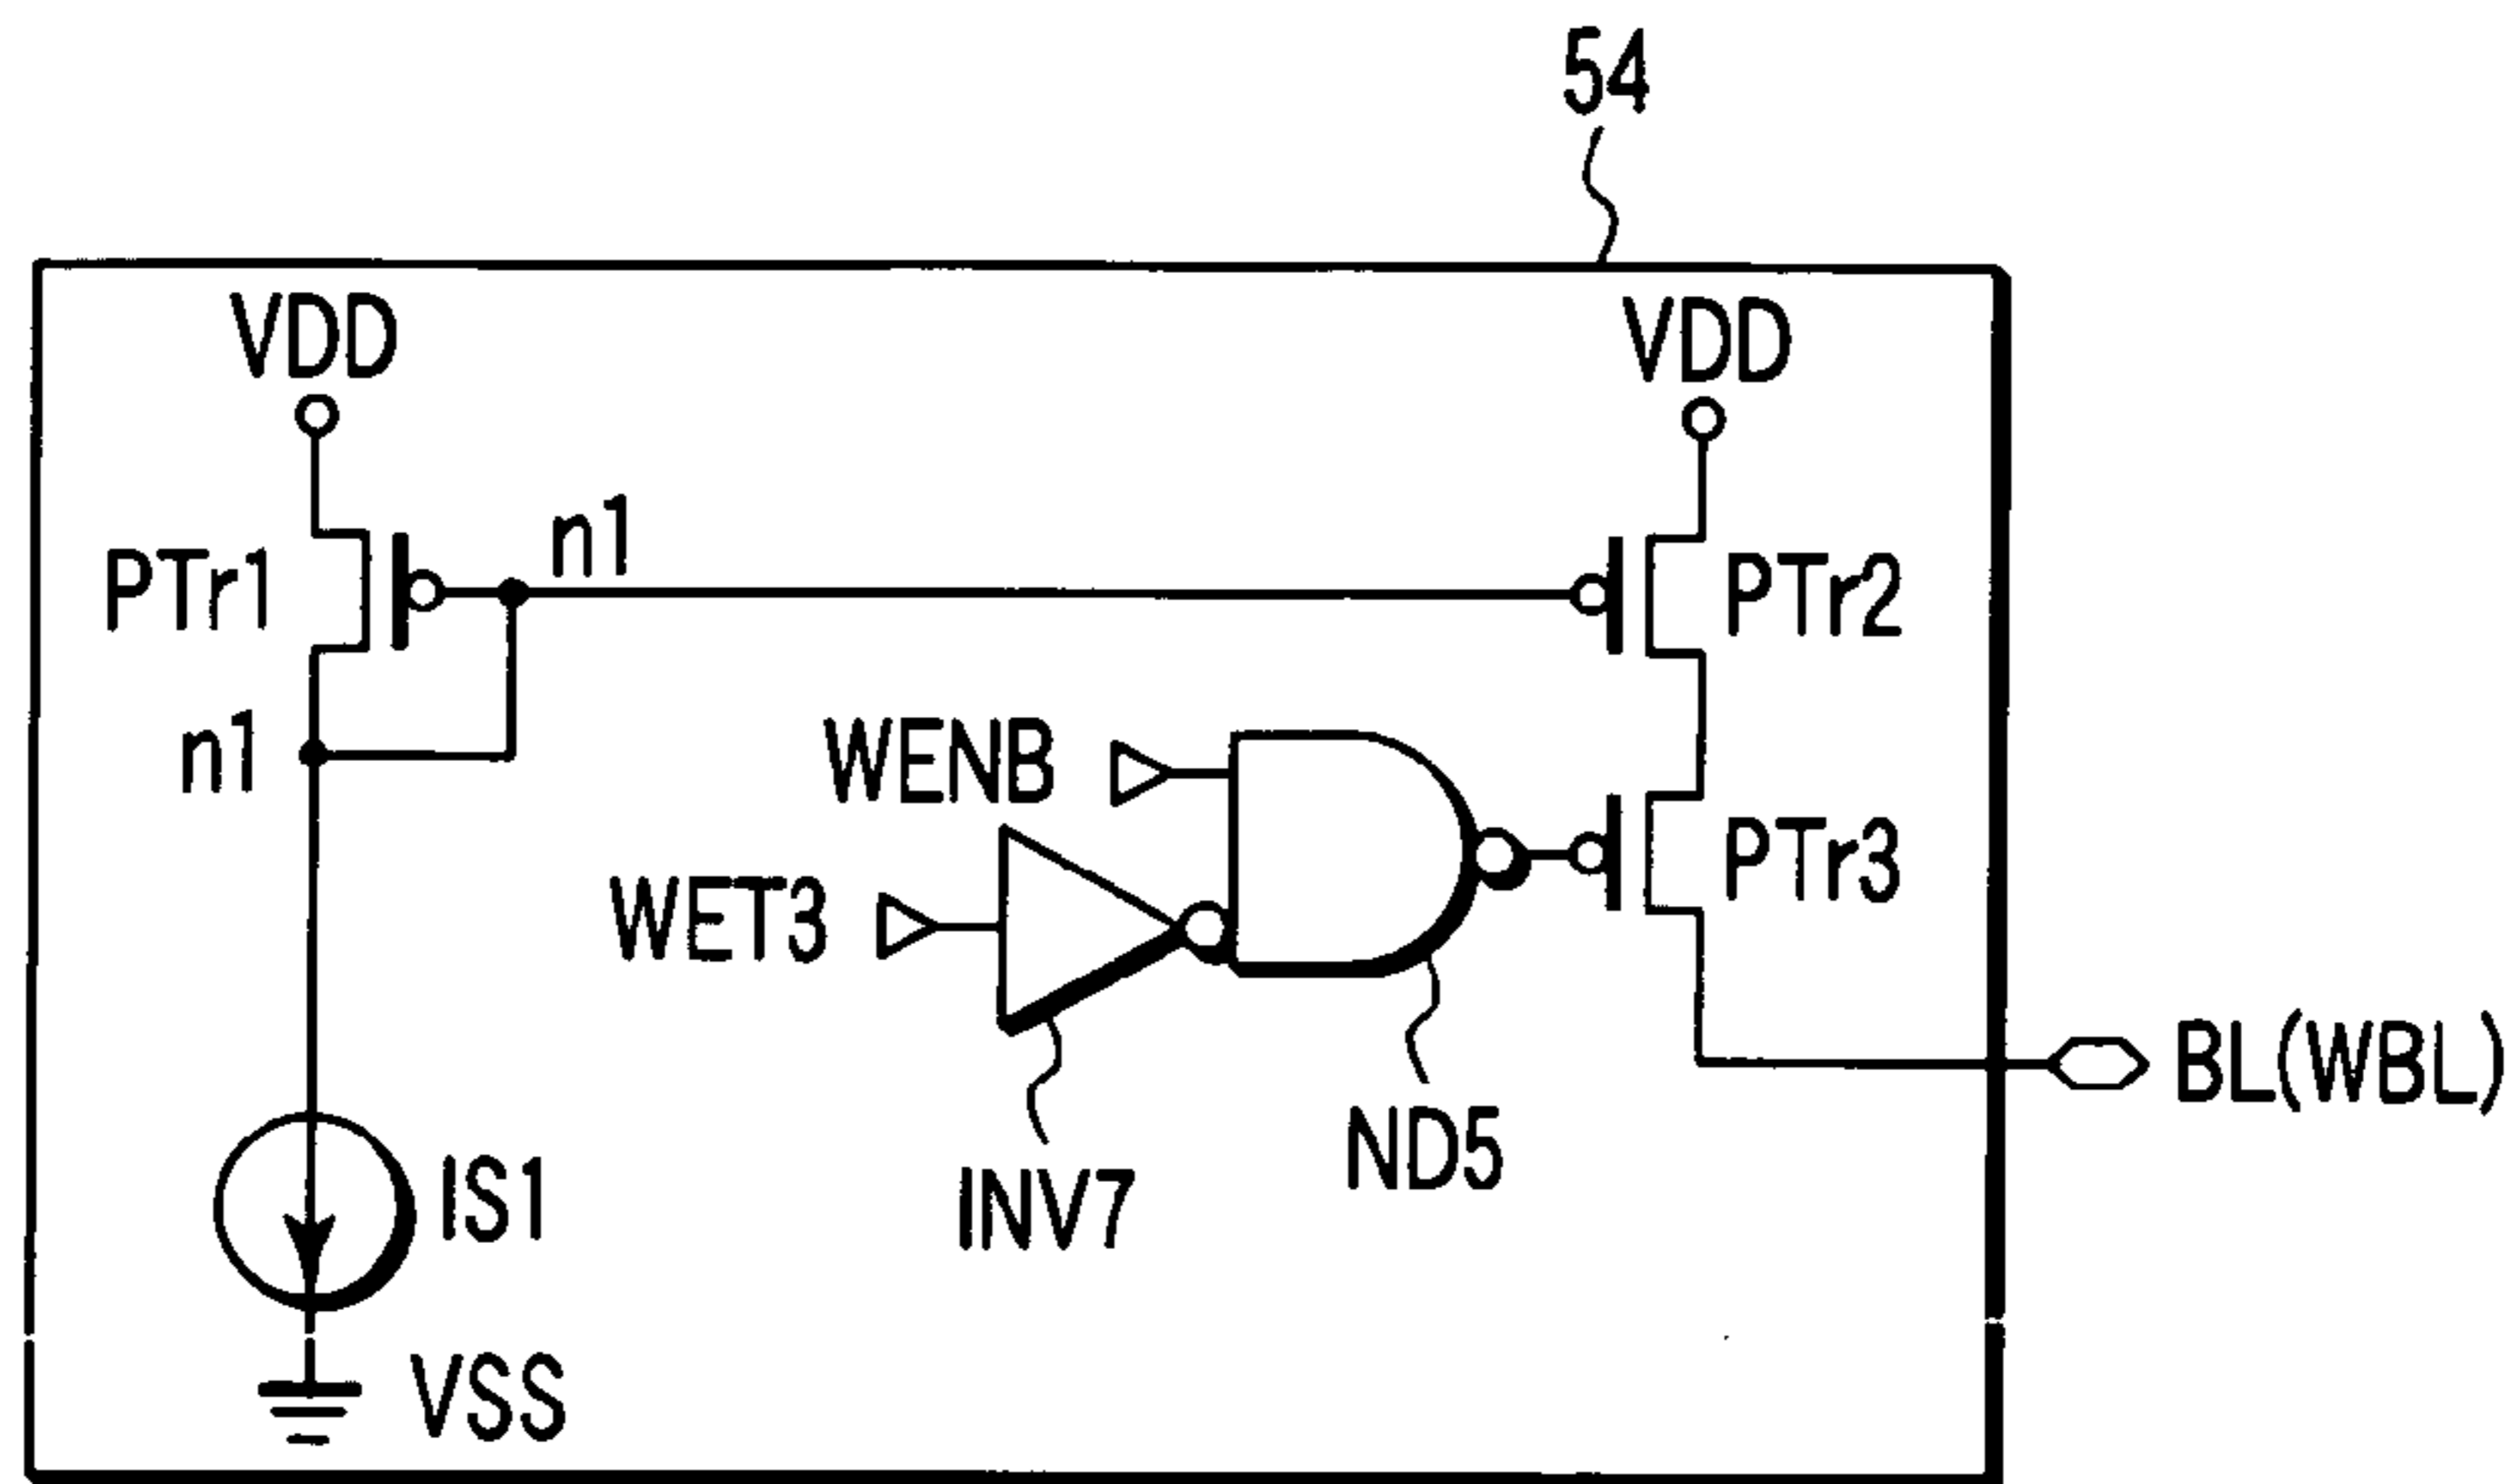 54
VDD
VDD
n1
PTr1
PTr2
n1
WENB
WET3
PTr3
BL(WBL)
ND5
IS1
INV7
VSS